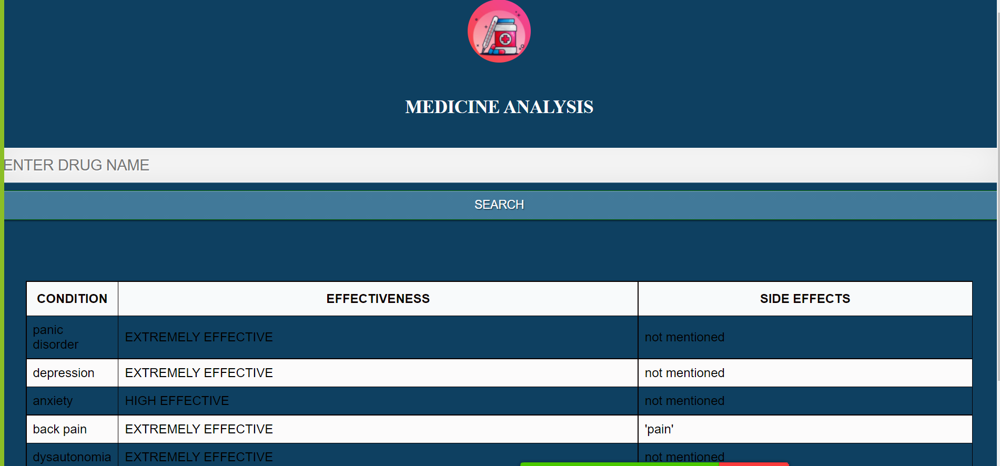 MEDICINE ANALYSIS
ENTER DRUG NAME
SEARCH
CONDITION EFFECTIVENESS SIDE EFFECTS
panic
disorder EXTREMELY EFFECTIVE not mentioned
depression EXTREMELY EFFECTIVE not mentioned
anxiety HIGH EFFECTIVE not mentioned
back pain EXTREMELY EFFECTIVE 'pain'
dysautonomia EXTREMELY EFFECTIVE not mentioned